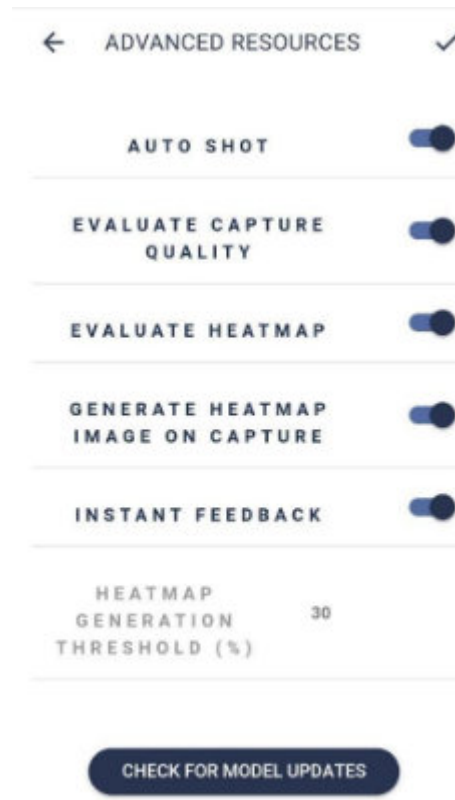 ADVANCED RESOURCES
AUTO SHOT
EVALUATE CAPTURE
QUALITY
EVALUATE HEATMAP
GENERATE HEATMAP
IMAGE ON CAPTURE
INSTANT FEEDBACK
HEATMAP
GENERATION
THRESHOLD (%)
30
CHECK FOR MODEL UPDATES